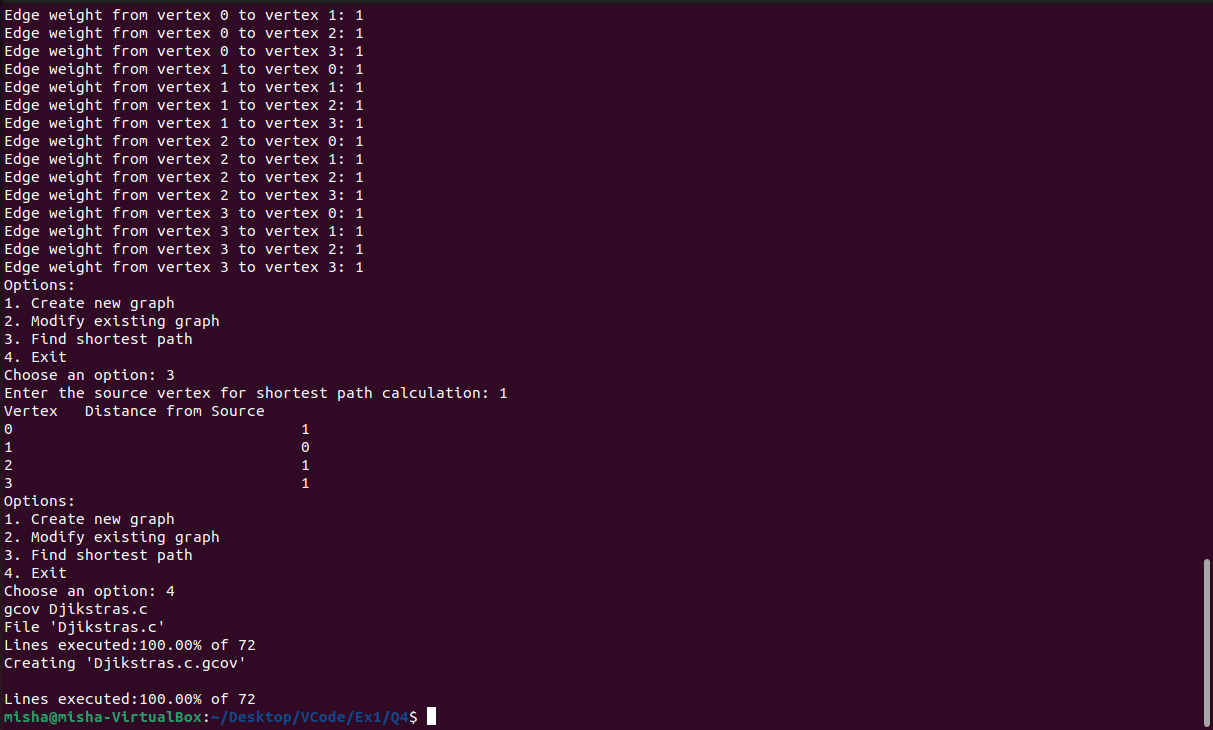 Edge weight from vertex 0 to vertex 1: 1
Edge weight from vertex 0 to vertex 2: 1
Edge weight from vertex 0 to vertex 3: 1
Edge weight from vertex 1 to vertex 0: 1
Edge weight from vertex 1 to vertex 1: 1
Edge weight from vertex 1 to vertex 2: 1
Edge weight from vertex 1 to vertex 3: 1
Edge weight from vertex 2 to vertex 0: 1
Edge weight from vertex 2 to vertex 1: 1
Edge weight from vertex 2 to vertex 2: 1
Edge weight from vertex 2 to vertex 3: 1
Edge weight from vertex 3 to vertex 0: 1
Edge weight from vertex 3 to vertex 1: 1
Edge weight from vertex 3 to vertex 2: 1
Edge weight from vertex 3 to vertex 3: 1
Options:
1. Create new graph
2. Modify existing graph
3. Find shortest path
4. Exit
Choose an option: 3
Enter the source vertex for shortest path calculation: 1
Vertex   Distance from Source
0                                1
1                                0
2                                1
3                                1
Options:
1. Create new graph
2. Modify existing graph
3. Find shortest path
4. Exit
Choose an option: 4
gcov Djikstras.c
File 'Djikstras.c'
Lines executed:100.00% of 72
Creating 'Djikstras.c.gcov'

Lines executed:100.00% of 72
misha@misha-VirtualBox:~/Desktop/VCode/Ex1/Q4$